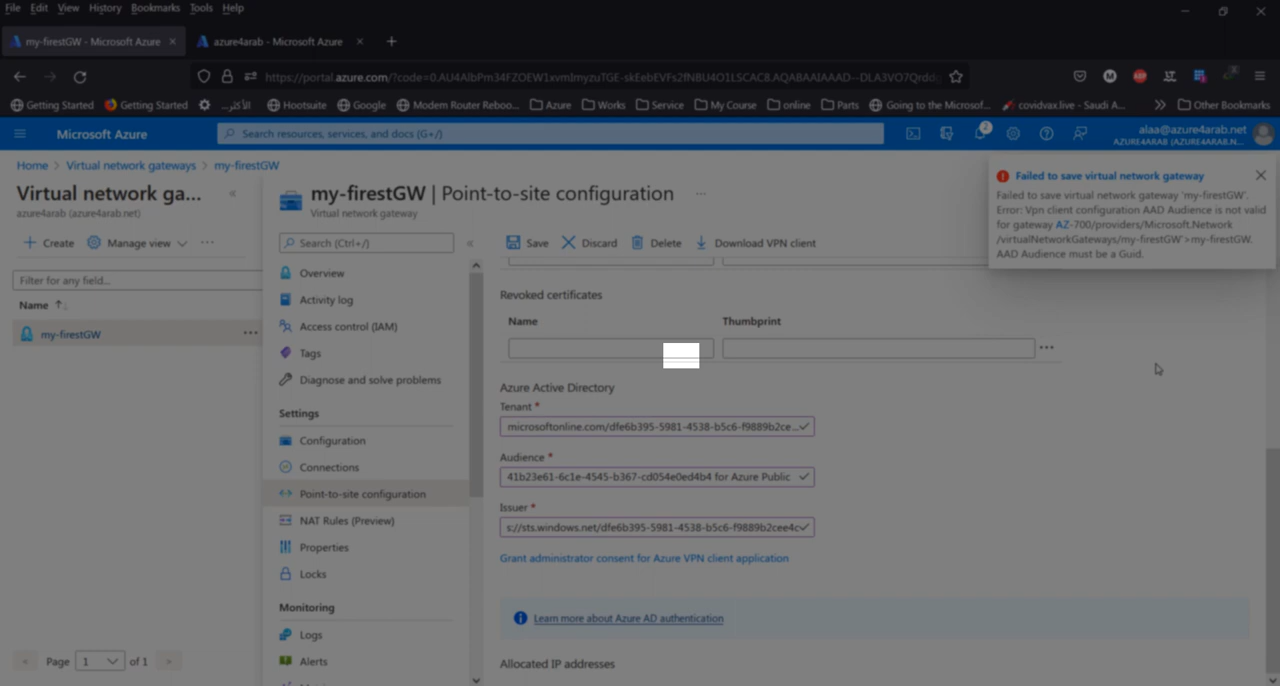 File Edit View History Bookmarks Tools Help
my-firestGW - Microsoft Azure
azure4arab - Microsoft Azure
https://portal.azure.com/?code=0.AU4AlbPm34FZOEW1xvmlmyzuTGE-skEebEVFs2fNBU4O1LSCAC8.AQABAAIAAAD--DLA3VO7Qrddg
Getting Started Getting Started الأكثر... Hootsuite Google Modem Router Reboo... Azure Works Service My Course online Parts Going to the Microsof... covidvax.live - Saudi A... Other Bookmarks
Microsoft Azure
Search resources, services, and docs (G+/)
2
alaa@azure4arab.net
AZURE4ARAB (AZURE4ARAB.N...
Home > Virtual network gateways > my-firestGW
Virtual network ga...
azure4arab (azure4arab.net)
Create Manage view
Filter for any field...
Name
my-firestGW
Page 1 of 1
my-firestGW | Point-to-site configuration
Virtual network gateway
Search (Ctrl+/)
Overview
Activity log
Access control (IAM)
Tags
Diagnose and solve problems
Settings
Configuration
Connections
Point-to-site configuration
NAT Rules (Preview)
Properties
Locks
Monitoring
Logs
Alerts
Save Discard Delete Download VPN client
Revoked certificates
Name Thumbprint
Azure Active Directory
Tenant *
microsoftonline.com/dfe6b395-5981-4538-b5c6-f9889b2ce...
Audience *
41b23e61-6c1e-4545-b367-cd054e0ed4b4 for Azure Public
Issuer *
s://sts.windows.net/dfe6b395-5981-4538-b5c6-f9889b2cee4c
Grant administrator consent for Azure VPN client application
Learn more about Azure AD authentication
Allocated IP addresses
Failed to save virtual network gateway
Failed to save virtual network gateway 'my-firestGW'.
Error: Vpn client configuration AAD Audience is not valid
for gateway AZ-700/providers/Microsoft.Network
/virtualNetworkGateways/my-firestGW'>my-firestGW.
AAD Audience must be a Guid.